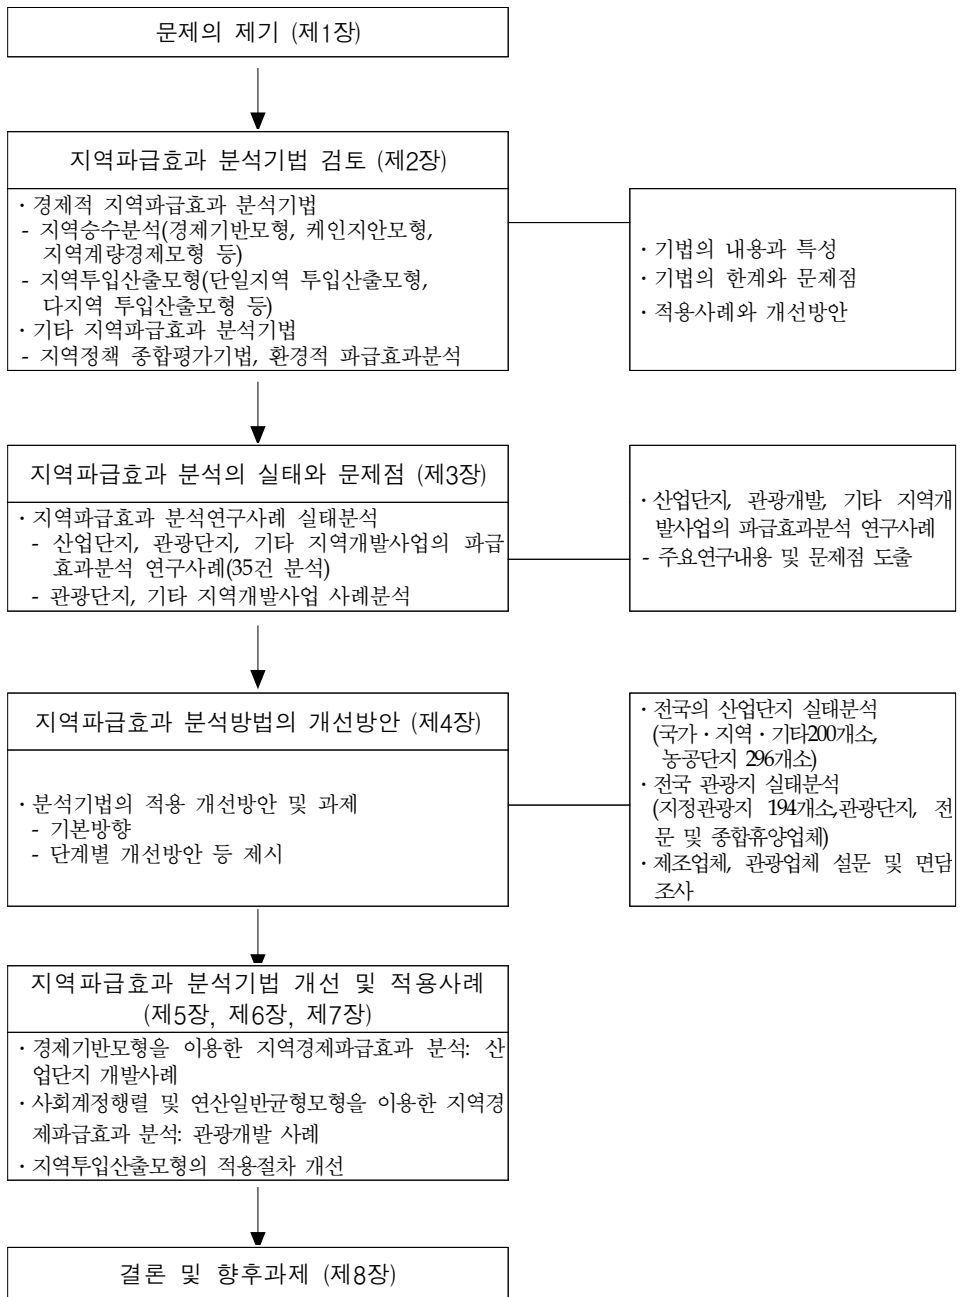 문제의 제기 (제1장)
지역파급효과 분석기법 검토 (제2장)
· 경제적 지역파급효과 분석기법
- 지역승수분석(경제기반모형, 케인지안모형,
지역계량경제모형 등)
- 지역투입산출모형(단일지역 투입산출모형,
다지역 투입산출모형 등)
· 기타 지역파급효과 분석기법
- 지역정책 종합평가기법, 환경적 파급효과분석
· 기법의 내용과 특성
· 기법의 한계와 문제점
· 적용사례와 개선방안
지역파급효과 분석의 실태와 문제점 (제3장)
· 지역파급효과 분석연구사례 실태분석
- 산업단지, 관광단지, 기타 지역개발사업의 파급
효과분석 연구사례(35건 분석)
- 관광단지, 기타 지역개발사업 사례분석
· 산업단지, 관광개발, 기타 지역개
발사업의 파급효과분석 연구사례
- 주요연구내용 및 문제점 도출
지역파급효과 분석방법의 개선방안 (제4장)
· 분석기법의 적용 개선방안 및 과제
- 기본방향
- 단계별 개선방안 등 제시
· 전국의 산업단지 실태분석
(국가·지역·기타200개소,
농공단지 296개소)
· 전국 관광지 실태분석
(지정관광지 194개소,관광단지, 전
문 및 종합휴양업체)
· 제조업체, 관광업체 설문 및 면담
조사
지역파급효과 분석기법 개선 및 적용사례
(제5장, 제6장, 제7장)
· 경제기반모형을 이용한 지역경제파급효과 분석: 산
업단지 개발사례
· 사회계정행렬 및 연산일반균형모형을 이용한 지역경
제파급효과 분석: 관광개발 사례
· 지역투입산출모형의 적용절차 개선
결론 및 향후과제 (제8장)